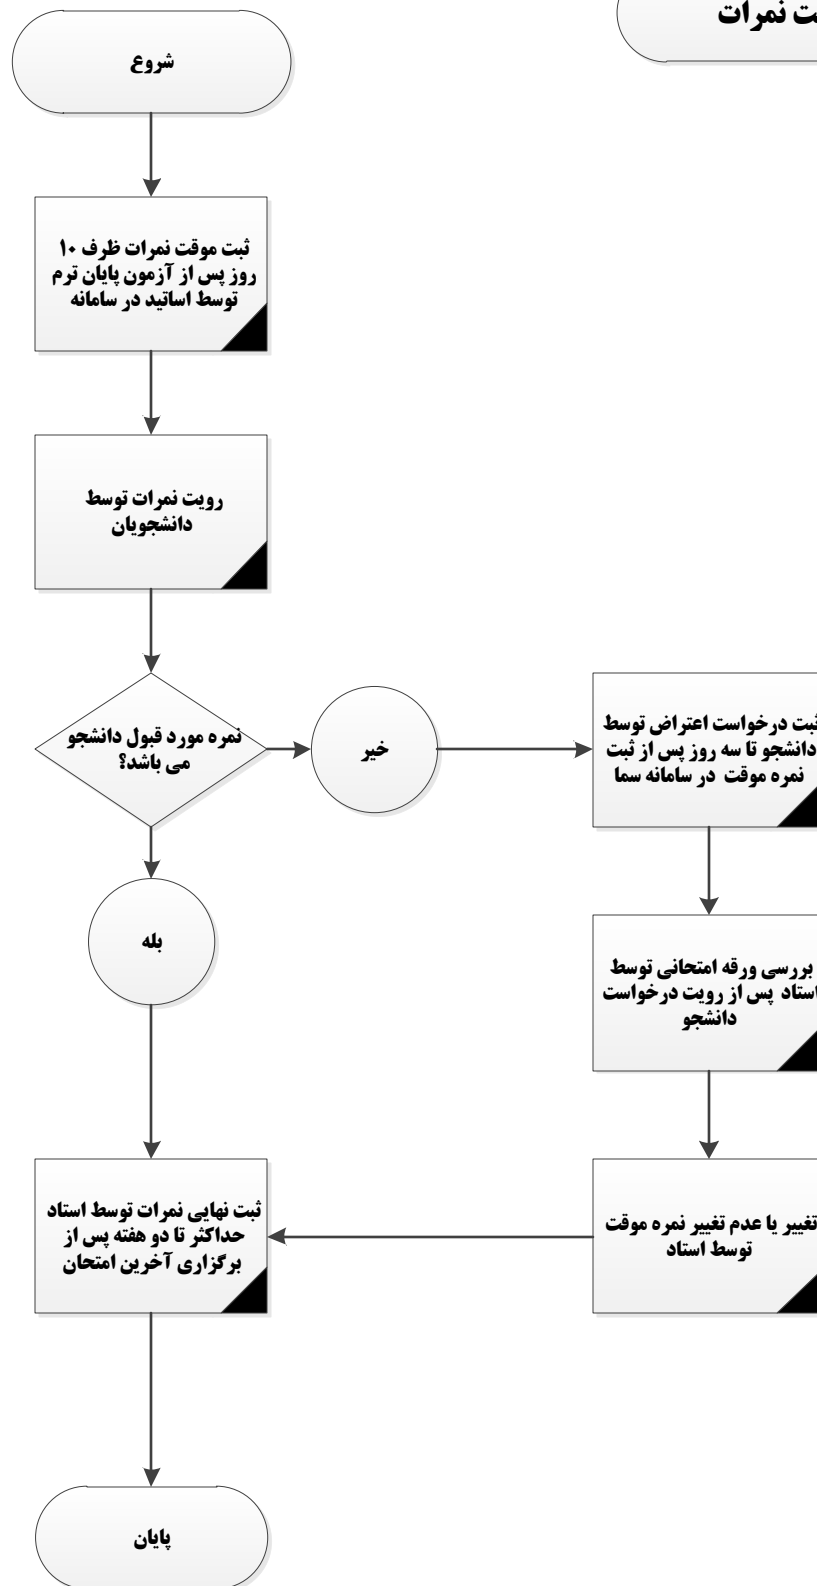 نمرات
شروع
ثبت موقت نمرات ظرف ۱۰
روز پس از آزمون پایان ترم
توسط اساتید در سامانه
رویت نمرات توسط
دانشجویان
نمره مورد قبول دانشجو
می باشد؟
خیر
ثبت درخواست اعتراض توسط
دانشجو تا سه روز پس از ثبت
نمره موقت در سامانه سما
بله
بررسی ورقه امتحانی توسط
استاد پس از رویت درخواست
دانشجو
تغییر یا عدم تغییر نمره موقت
توسط استاد
ثبت نهایی نمرات توسط استاد
حداکثر تا دو هفته پس از
برگزاری آخرین امتحان
پایان